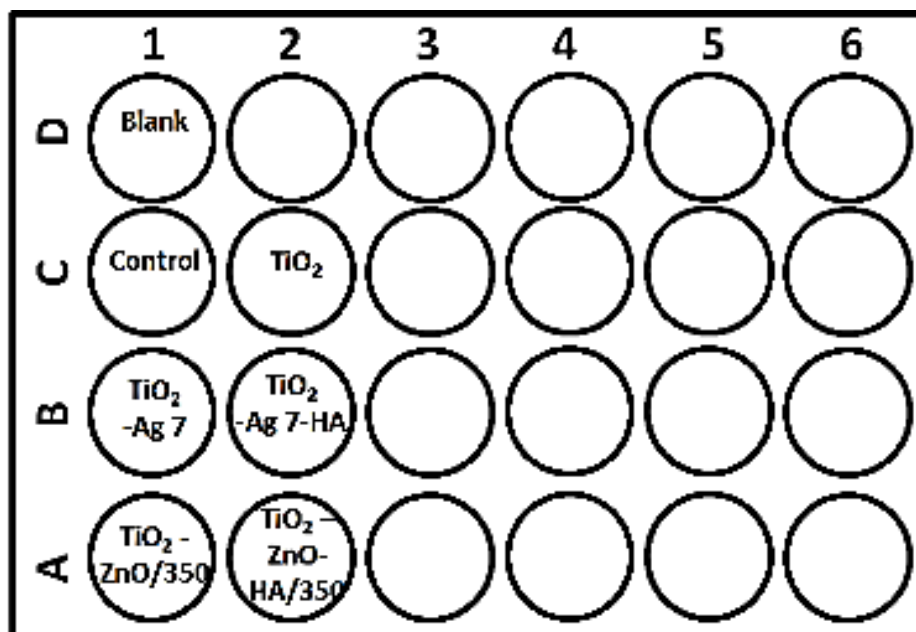 1 2 3 4 5 6
D Blank
C Control TiO₂
B TiO₂ -Ag 7 TiO₂ -Ag 7-HA
A TiO₂ - ZnO/350 TiO₂ – ZnO- HA/350